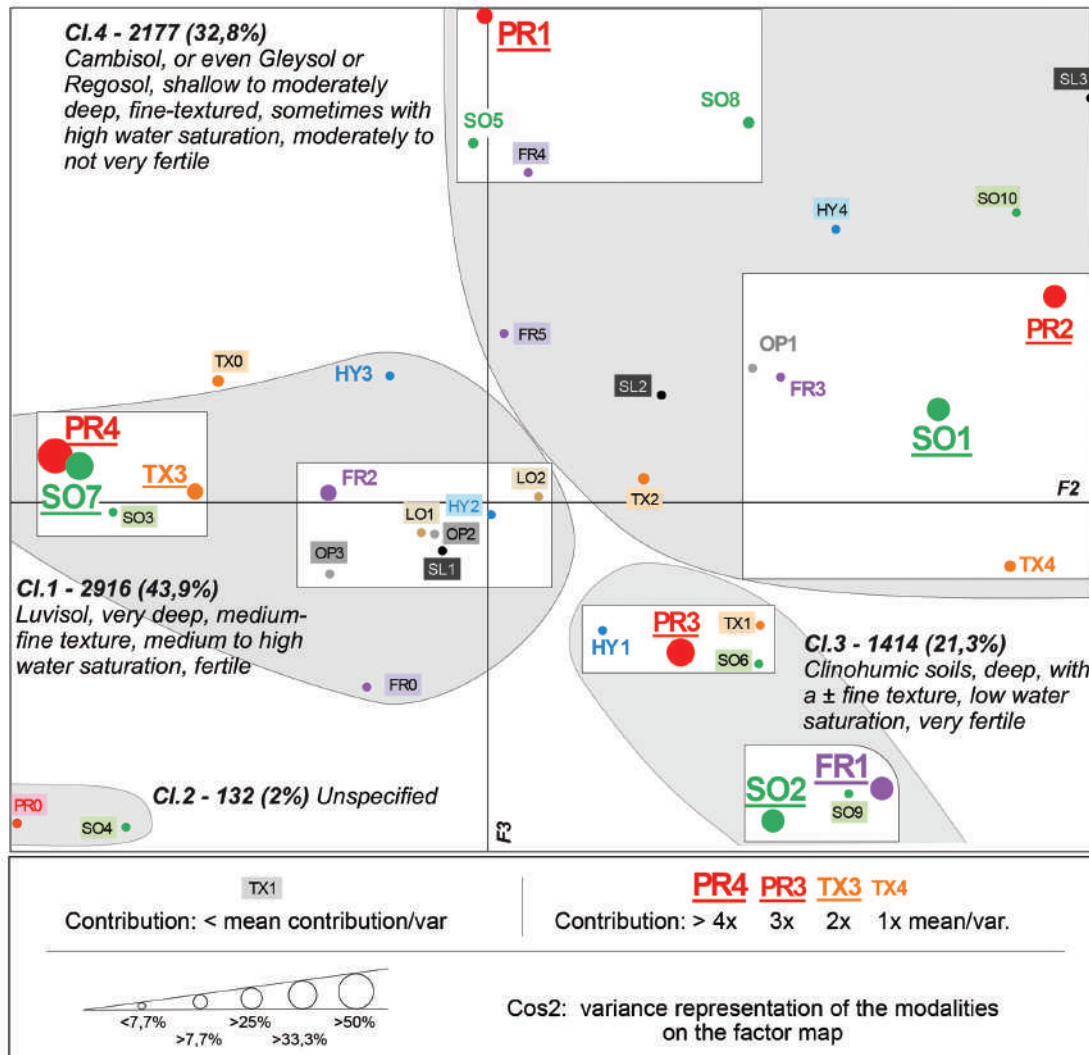 Cl.4 - 2177 (32,8%)
Cambisol, or even Gleysol or
Regosol, shallow to moderately
deep, fine-textured, sometimes with
high water saturation, moderately to
not very fertile
PR1
SL3
SO8
SO5
FR4
SO10
HY4
PR2
FR5
OP1
TX0
HY3
SL2
FR3
SO1
PR4
TX3
FR2
LO2
SO7
HY2
TX2
F2
SO3
LO1
OP2
OP3
SL1
TX4
Cl.1 - 2916 (43,9%)
Luvisol, very deep, medium-
fine texture, medium to high
water saturation, fertile
HY1
PR3
TX1
SO6
Cl.3 - 1414 (21,3%)
Clinohumic soils, deep, with
a ± fine texture, low water
saturation, very fertile
FR0
FR1
SO2
SO9
Cl.2 - 132 (2%) Unspecified
PR0
SO4
F3
TX1
Contribution: < mean contribution/var
PR4 PR3 TX3 TX4
Contribution: > 4x 3x 2x 1x mean/var.
<7,7%
>7,7%
>25%
>33,3%
>50%
Cos2: variance representation of the modalities
on the factor map